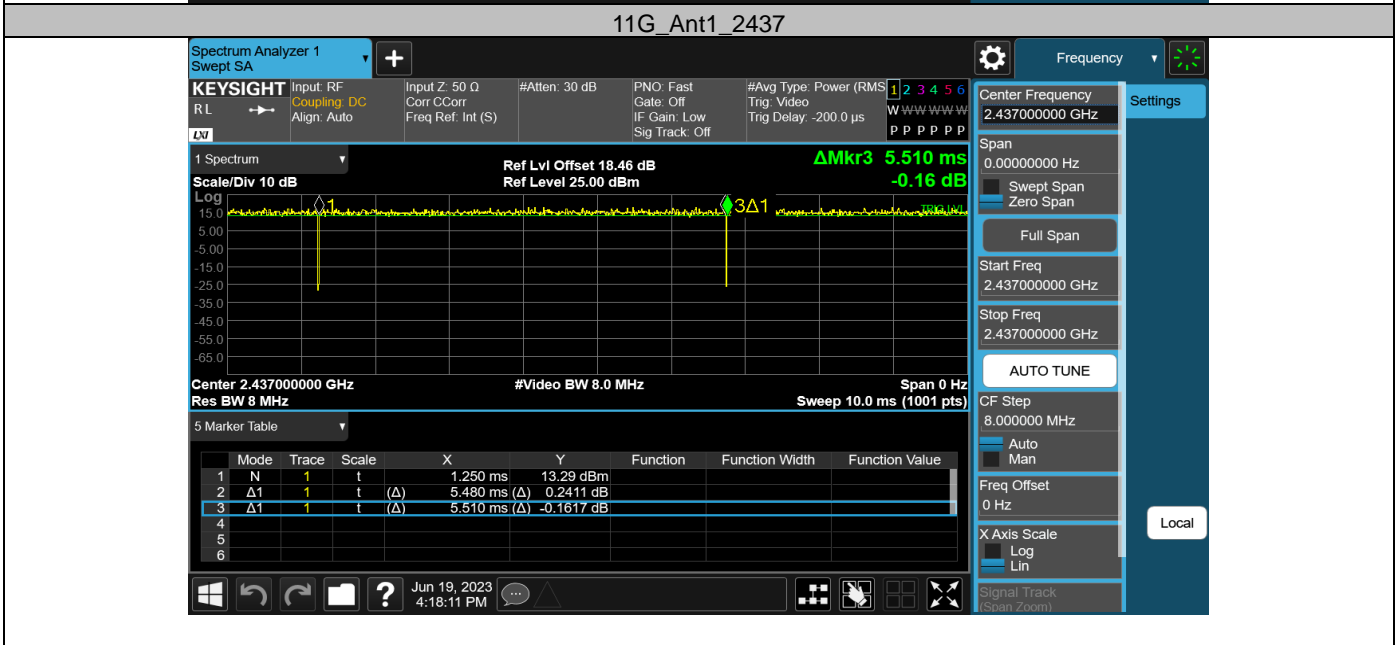 11G_Ant1_2437
Spectrum Analyzer 1
Swept SA
Frequency
KEYSIGHT
RL
LXI
Input: RF
Coupling: DC
Align: Auto
Input Z: 50 Ω
Corr CCorr
Freq Ref: Int (S)
#Atten: 30 dB
PNO: Fast
Gate: Off
IF Gain: Low
Sig Track: Off
#Avg Type: Power (RMS
Trig: Video
Trig Delay: -200.0 µs
1 2 3 4 5 6
W W W W W W
P P P P P P
1 Spectrum
Scale/Div 10 dB
Ref Lvl Offset 18.46 dB
Ref Level 25.00 dBm
ΔMkr3 5.510 ms
-0.16 dB
Log
15.0
5.00
-5.00
-15.0
-25.0
-35.0
-45.0
-55.0
-65.0
1
3Δ1
TRIG LVL
Center 2.437000000 GHz
#Video BW 8.0 MHz
Span 0 Hz
Res BW 8 MHz
Sweep 10.0 ms (1001 pts)
5 Marker Table
Mode Trace Scale X Y Function Function Width Function Value
1 N 1 t 1.250 ms 13.29 dBm
2 Δ1 1 t (Δ) 5.480 ms (Δ) 0.2411 dB
3 Δ1 1 t (Δ) 5.510 ms (Δ) -0.1617 dB
4
5
6
Center Frequency
2.437000000 GHz
Settings
Span
0.00000000 Hz
Swept Span
Zero Span
Full Span
Start Freq
2.437000000 GHz
Stop Freq
2.437000000 GHz
AUTO TUNE
CF Step
8.000000 MHz
Auto
Man
Freq Offset
0 Hz
X Axis Scale
Log
Lin
Signal Track
(Span Zoom)
Local
?
Jun 19, 2023
4:18:11 PM